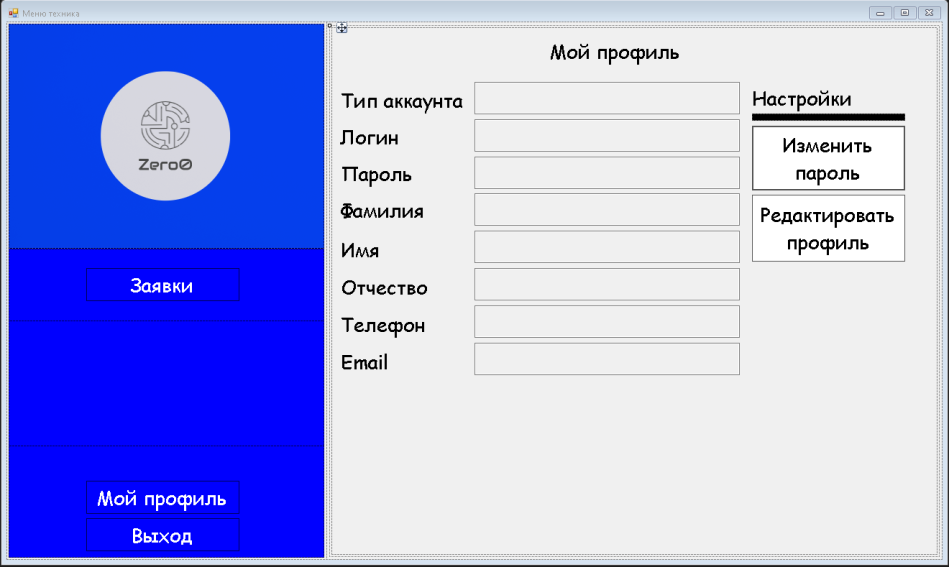 Меню техника
Zero0
Заявки
Мой профиль
Выход
Мой профиль
Тип аккаунта
Логин
Пароль
Фамилия
Имя
Отчество
Телефон
Email
Настройки
Изменить
пароль
Редактировать
профиль